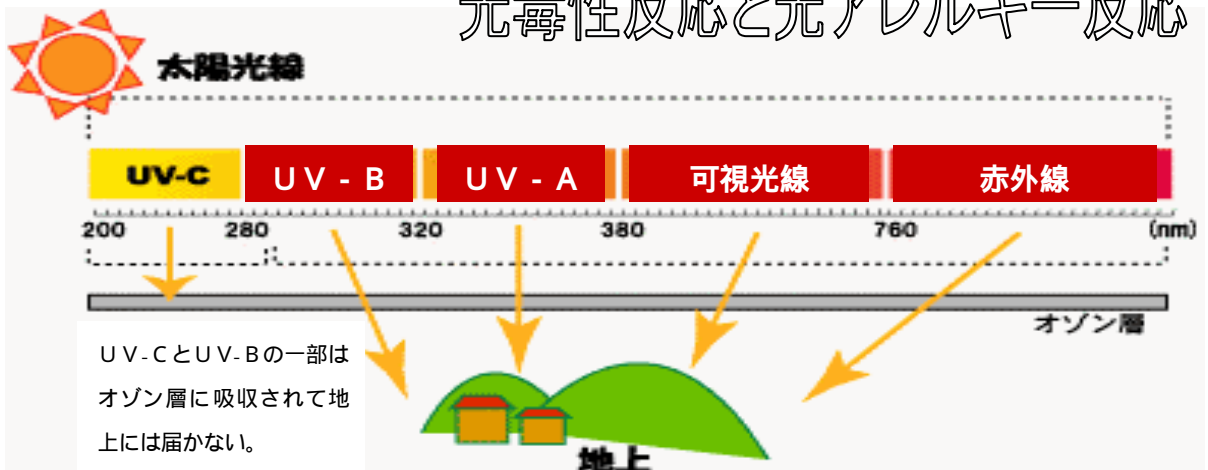 光毒性反応と光アレルギー反応
太陽光線
UV-C
UV-B
UV-A
可視光線
赤外線
200 280 320 380 760 (nm)
オゾン層
UV-CとUV-Bの一部は
オゾン層に吸収されて地
上には届かない。
地上